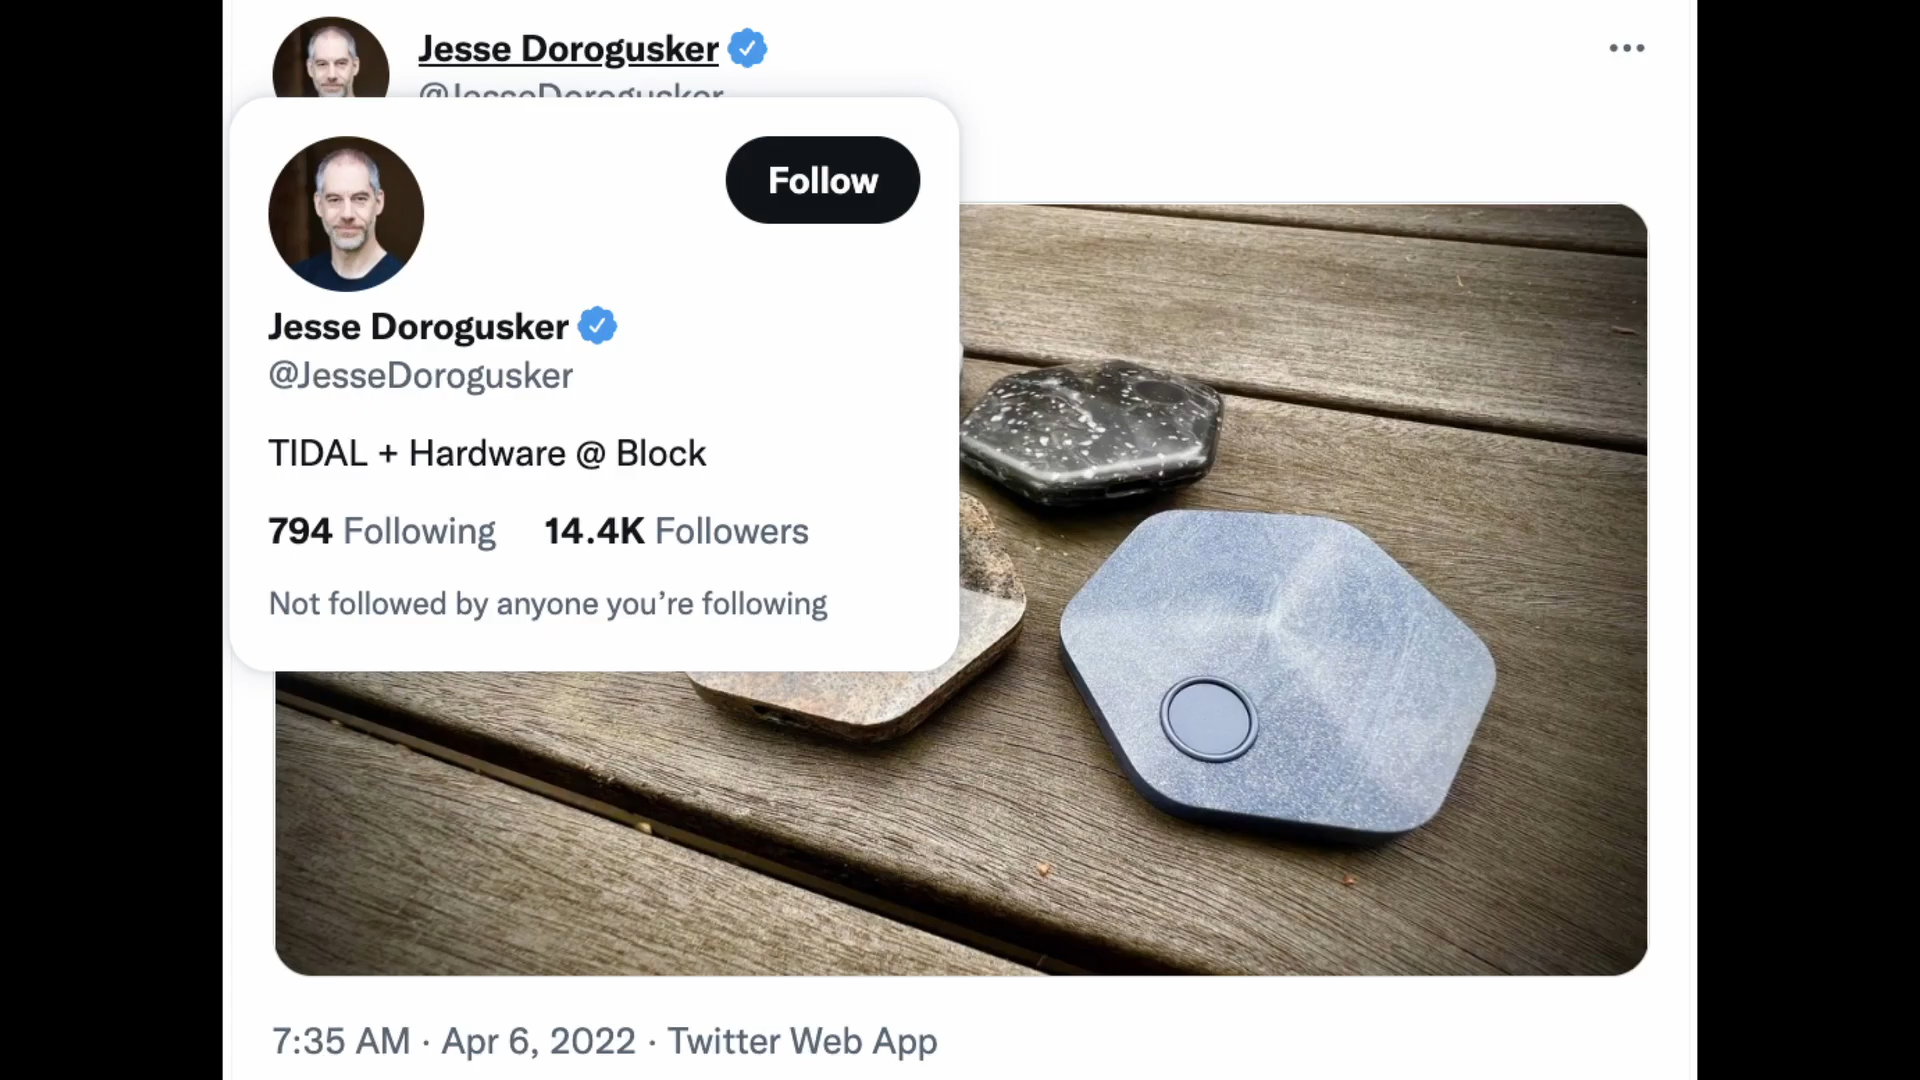 Jesse Dorogusker
@JesseDorogusker
Follow
Jesse Dorogusker
@JesseDorogusker
TIDAL + Hardware @ Block
794 Following 14.4K Followers
Not followed by anyone you’re following
7:35 AM · Apr 6, 2022 · Twitter Web App